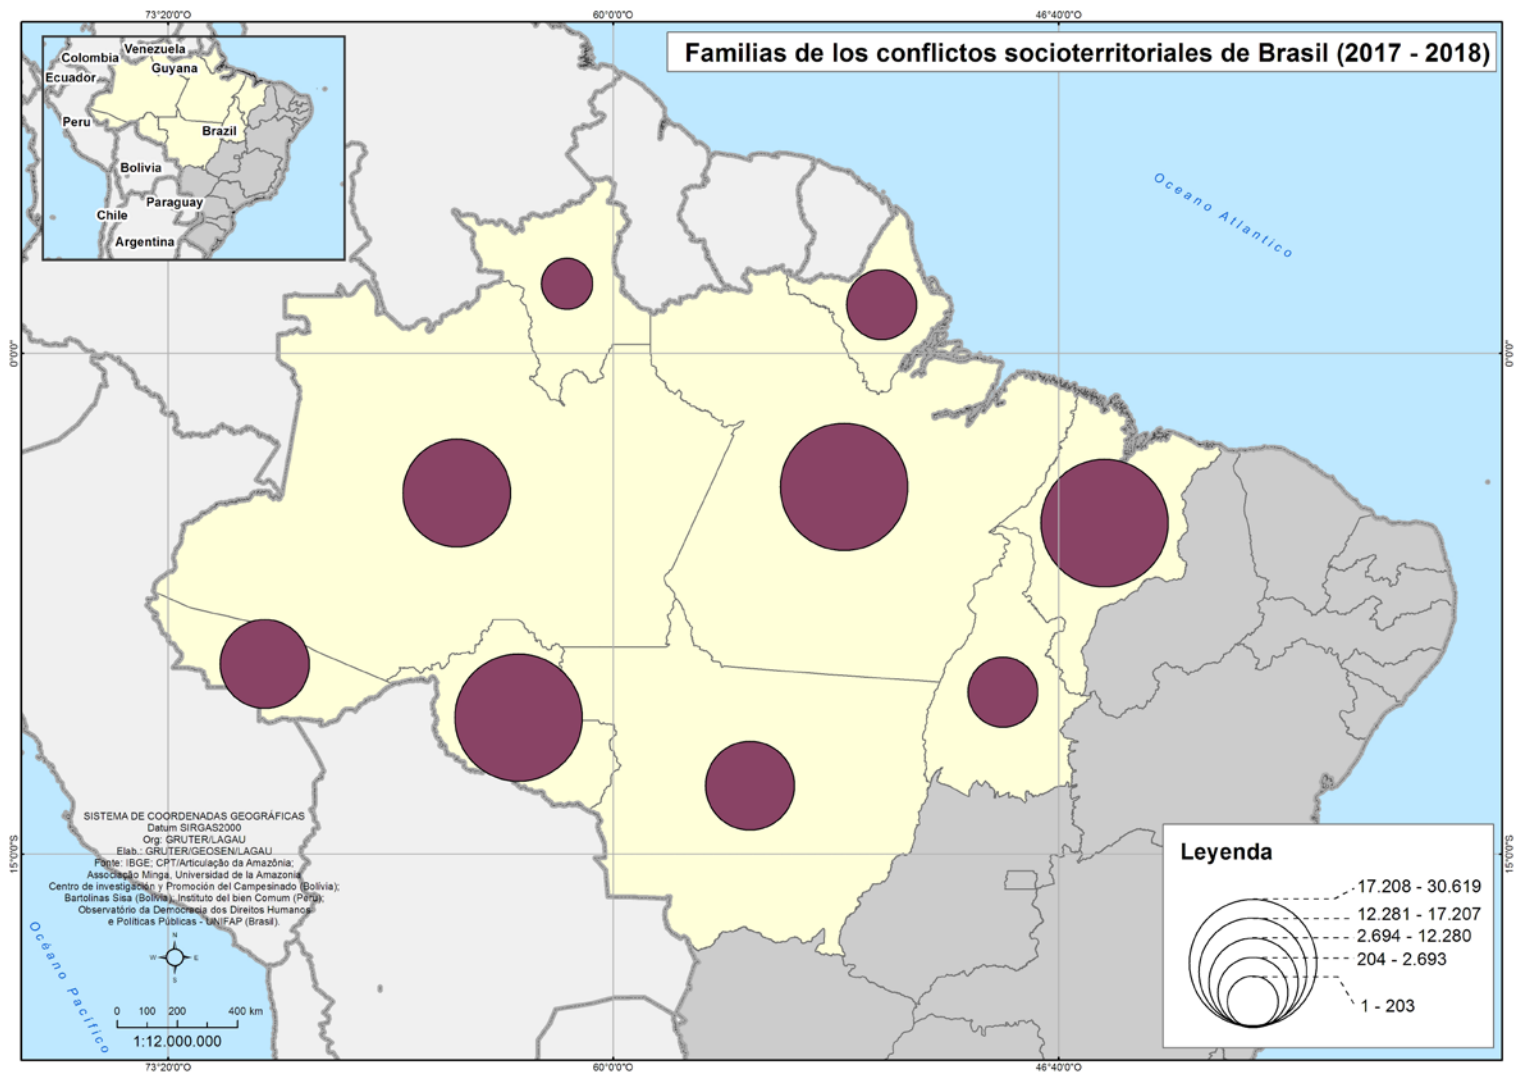 73°20'0"O
60°0'0"O
46°40'0"O
Familias de los conflictos socioterritoriales de Brasil (2017 - 2018)
Venezuela
Colombia
Guyana
Ecuador
Peru
Brazil
Bolivia
Paraguay
Chile
Argentina
Oceano Atlantico
0°0'0"
0°0'0"
15°0'0"S
15°0'0"S
SISTEMA DE COORDENADAS GEOGRÁFICAS
Datum SIRGAS2000
Org: GRUTER/LAGAU
Elab.: GRUTER/GEOSEN/LAGAU
Fonte: IBGE; CPT/Articulação da Amazônia;
Associação Minga, Universidad de la Amazonia
Centro de investigación y Promoción del Campesinado (Bolívia);
Bartolinas Sisa (Bolívia); Instituto del bien Comum (Peru);
Observatório da Democracia dos Direitos Humanos
e Políticas Públicas - UNIFAP (Brasil).
N
W
E
S
0 100 200 400 km
1:12.000.000
Océano Pacífico
Leyenda
17.208 - 30.619
12.281 - 17.207
2.694 - 12.280
204 - 2.693
1 - 203
73°20'0"O
60°0'0"O
46°40'0"O